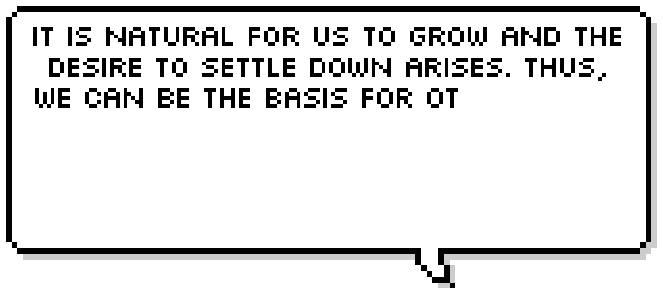 IT IS NATURAL FOR US TO GROW AND THE
DESIRE TO SETTLE DOWN ARISES. THUS,
WE CAN BE THE BASIS FOR OT